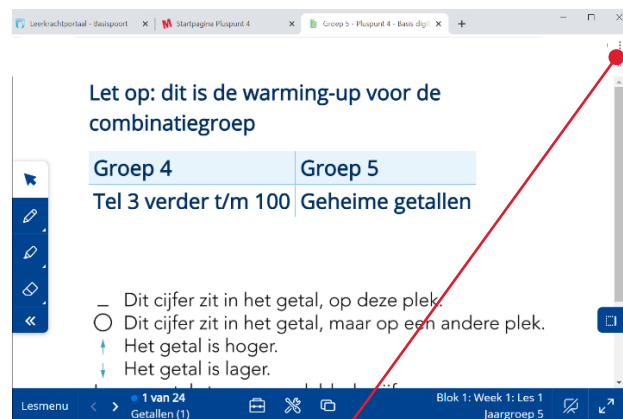 Leerkrachtportaal - Basispoort
Startpagina Pluspunt 4
Groep 5 - Pluspunt 4 - Basis digit
Let op: dit is de warming-up voor de
combinatiegroep
Groep 4 Groep 5
Tel 3 verder t/m 100 Geheime getallen
_ Dit cijfer zit in het getal, op deze plek.
Dit cijfer zit in het getal, maar op een andere plek.
Het getal is hoger.
Het getal is lager.
Lesmenu
1 van 24
Getallen (1)
Blok 1: Week 1: Les 1
Jaargroep 5